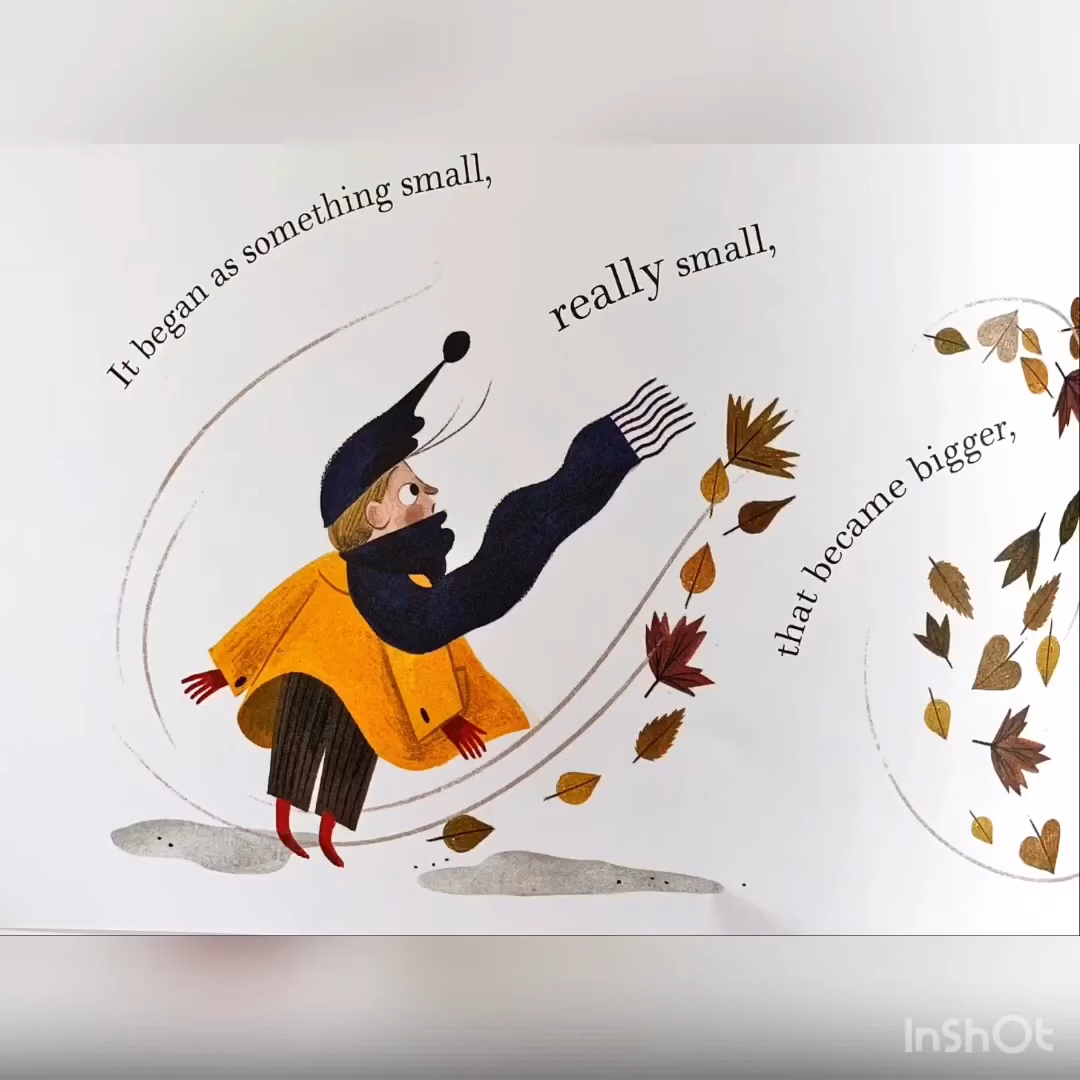 It began as something small,
really small,
that became bigger,
InShOt